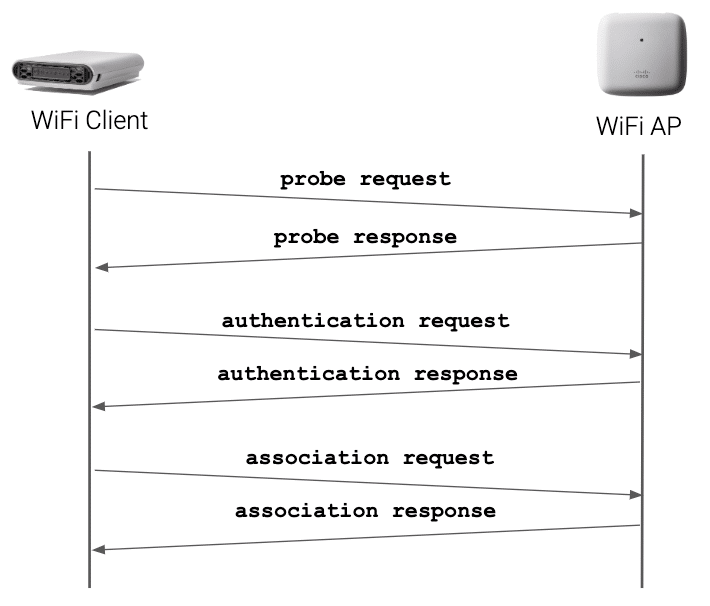 WiFi Client
WiFi AP
probe request
probe response
authentication request
authentication response
association request
association response